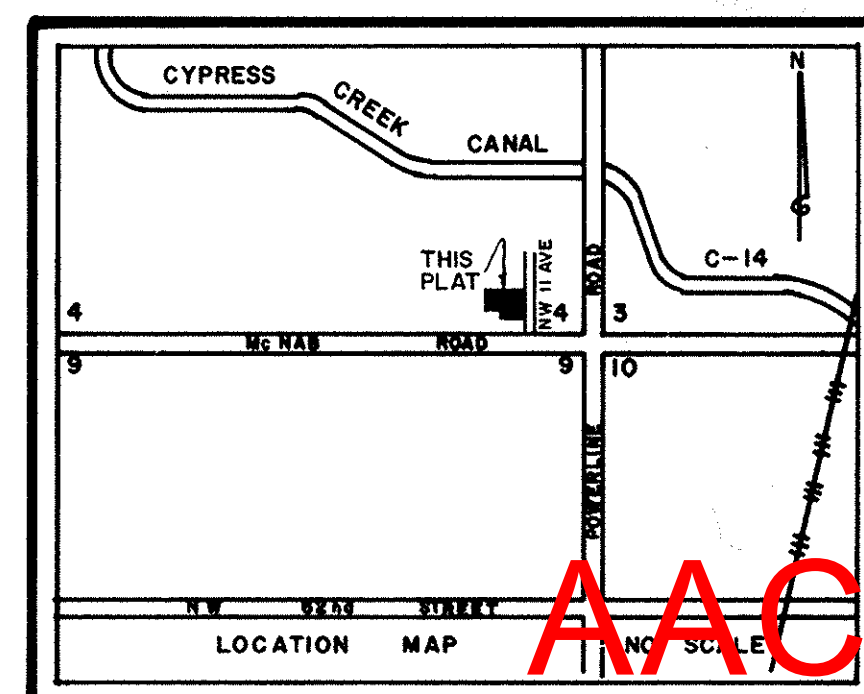 CYPRESS CREEK CANAL
N
C-14
THIS
PLAT
NW 11 AVE
ROAD
4
4
3
Mc NAB ROAD
9
9
10
POWERLINE
NW 62nd STREET
LOCATION MAP NO SCALE
AAC